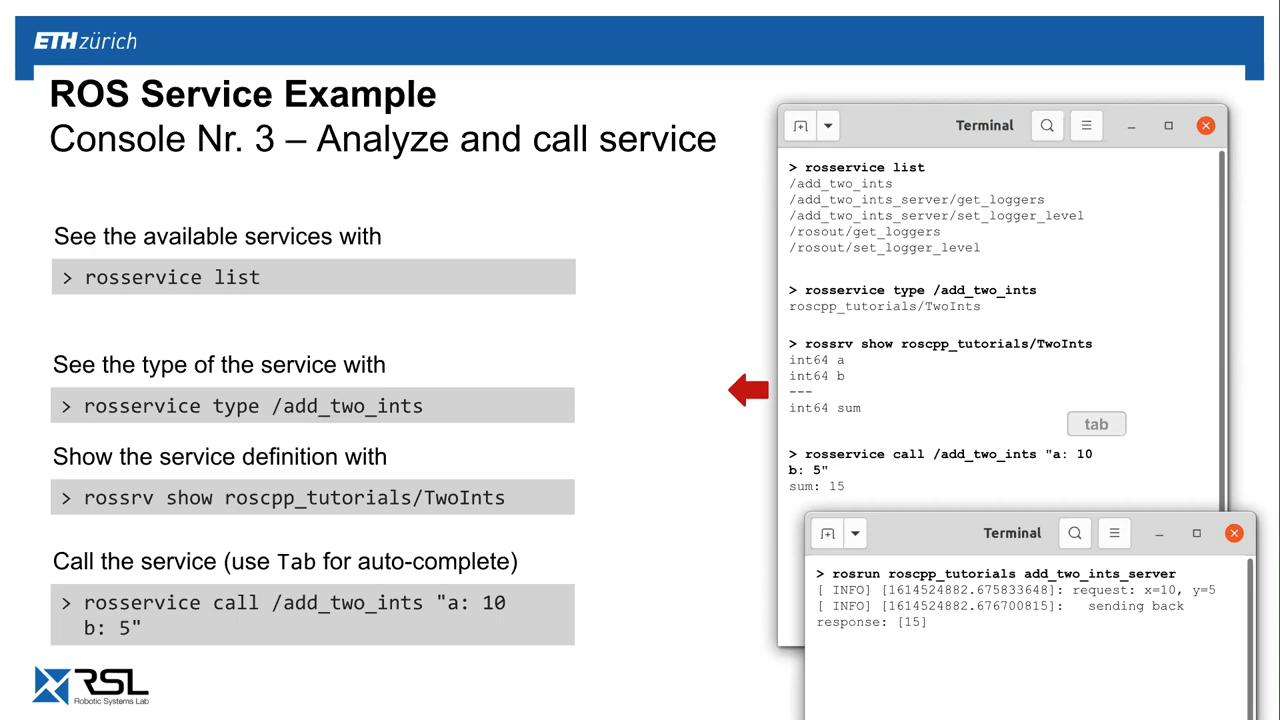 ETH zürich
ROS Service Example
Console Nr. 3 – Analyze and call service
See the available services with
> rosservice list
See the type of the service with
> rosservice type /add_two_ints
Show the service definition with
> rossrv show roscpp_tutorials/TwoInts
Call the service (use Tab for auto-complete)
> rosservice call /add_two_ints "a: 10
b: 5"
RSL
Robotic Systems Lab
Terminal
> rosservice list
/add_two_ints
/add_two_ints_server/get_loggers
/add_two_ints_server/set_logger_level
/rosout/get_loggers
/rosout/set_logger_level
> rosservice type /add_two_ints
roscpp_tutorials/TwoInts
> rossrv show roscpp_tutorials/TwoInts
int64 a
int64 b
---
int64 sum
tab
> rosservice call /add_two_ints "a: 10
b: 5"
sum: 15
Terminal
> rosrun roscpp_tutorials add_two_ints_server
[ INFO] [1614524882.675833648]: request: x=10, y=5
[ INFO] [1614524882.676700815]:   sending back
response: [15]